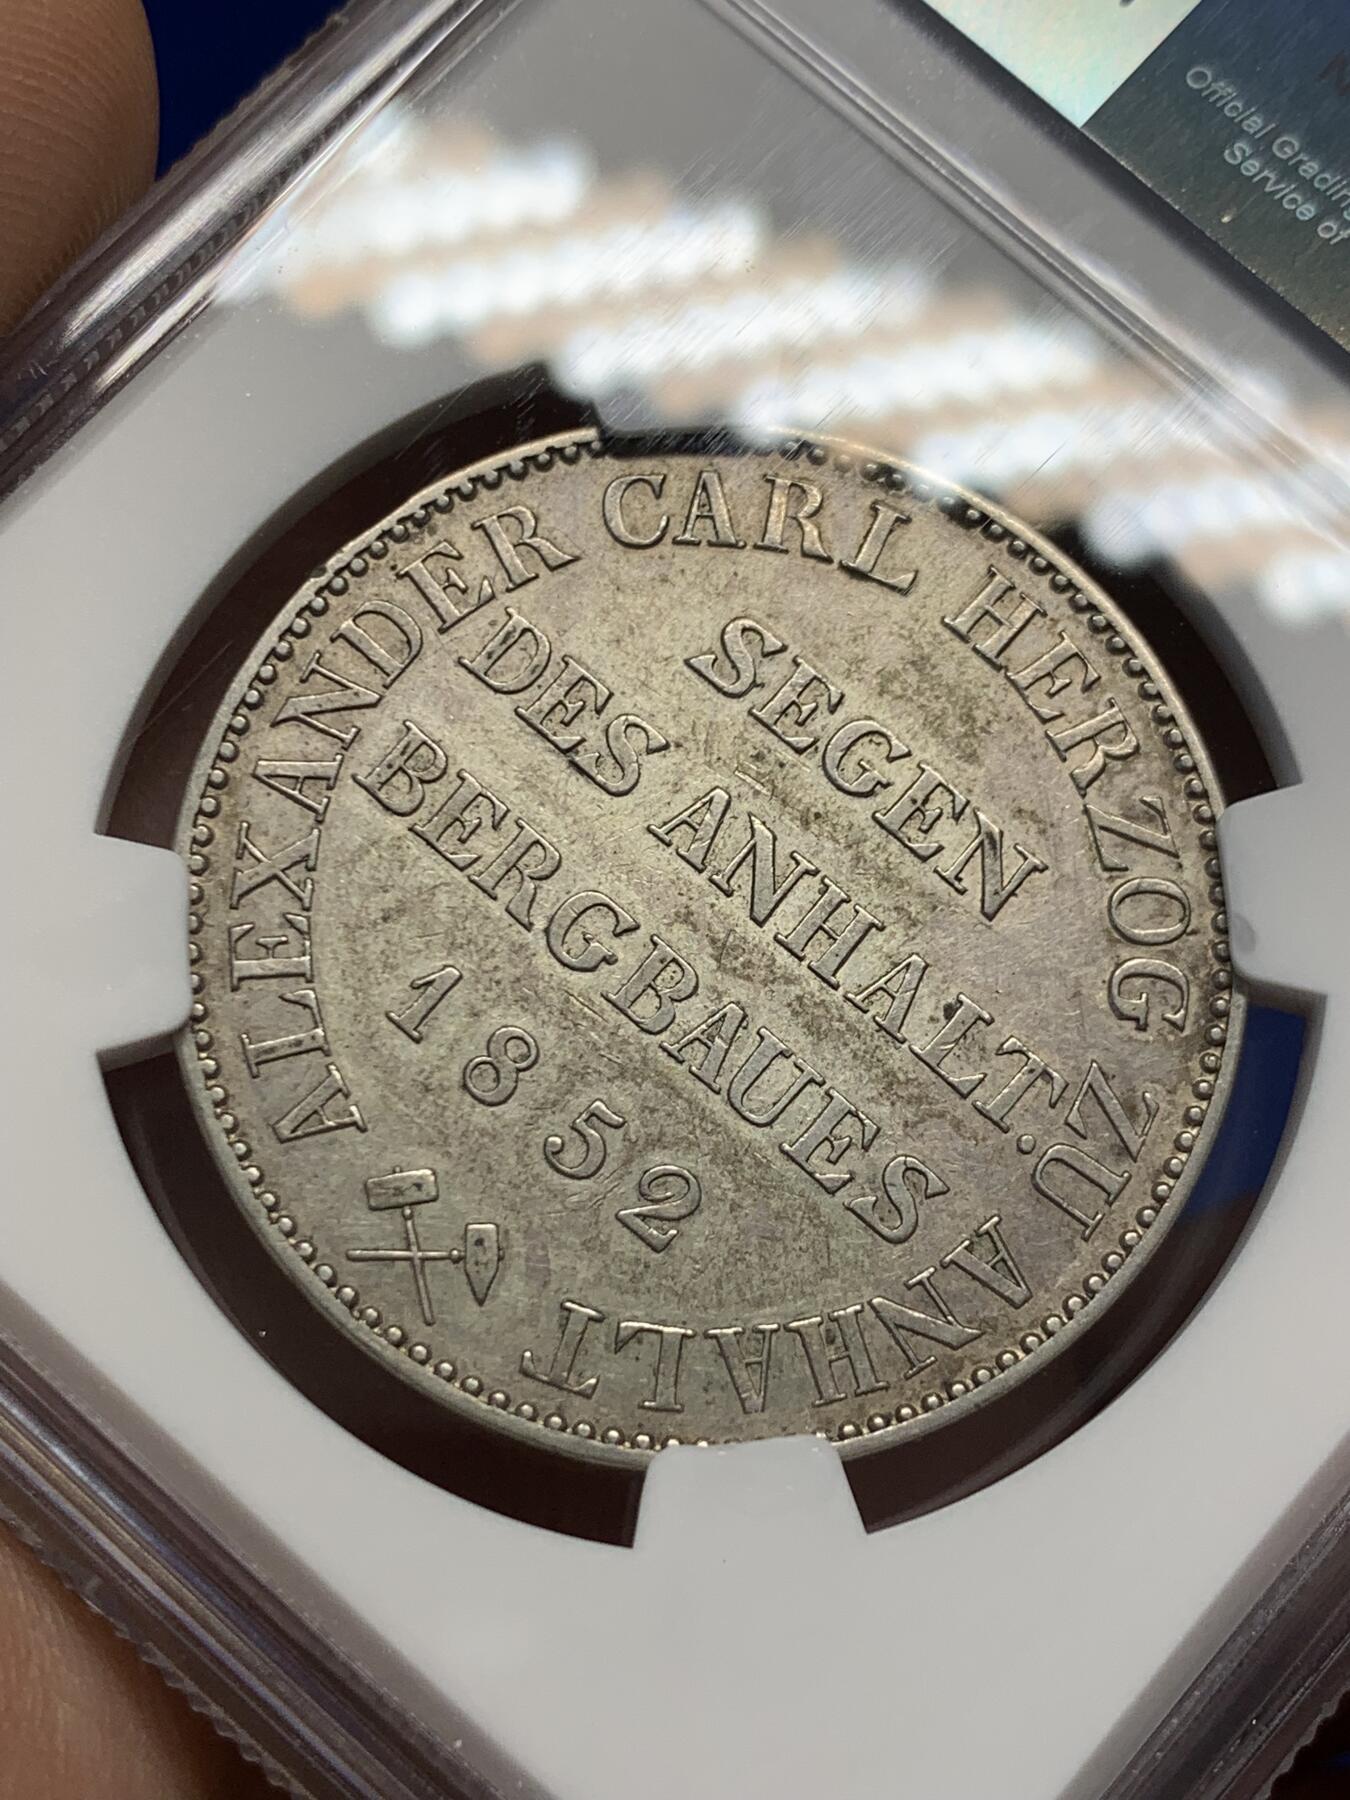 Official Grading
Service of
ALEXANDER CARL HERZOG ZU ANHALT
SEGEN
DES ANHALT.
BERGBAUES
1852